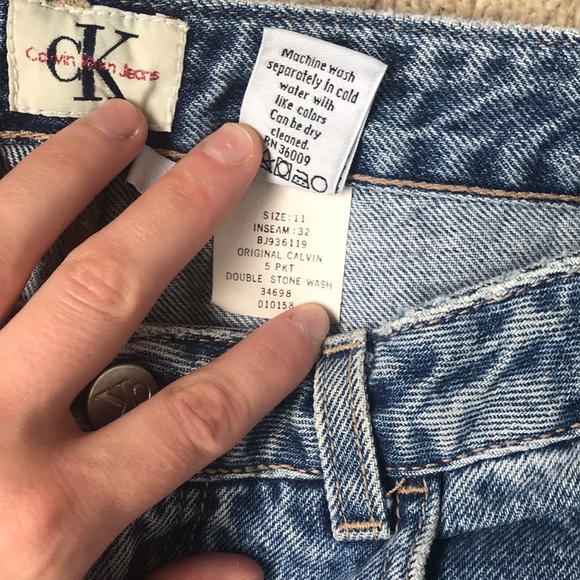 CK
Calvin Klein Jeans
Machine wash
separately in cold
water with
like colors
Can be dry
cleaned.
RN 36009
SIZE: 11
INSEAM: 32
BJ936119
ORIGINAL CALVIN
5 PKT
DOUBLE STONE WASH
34698
010158